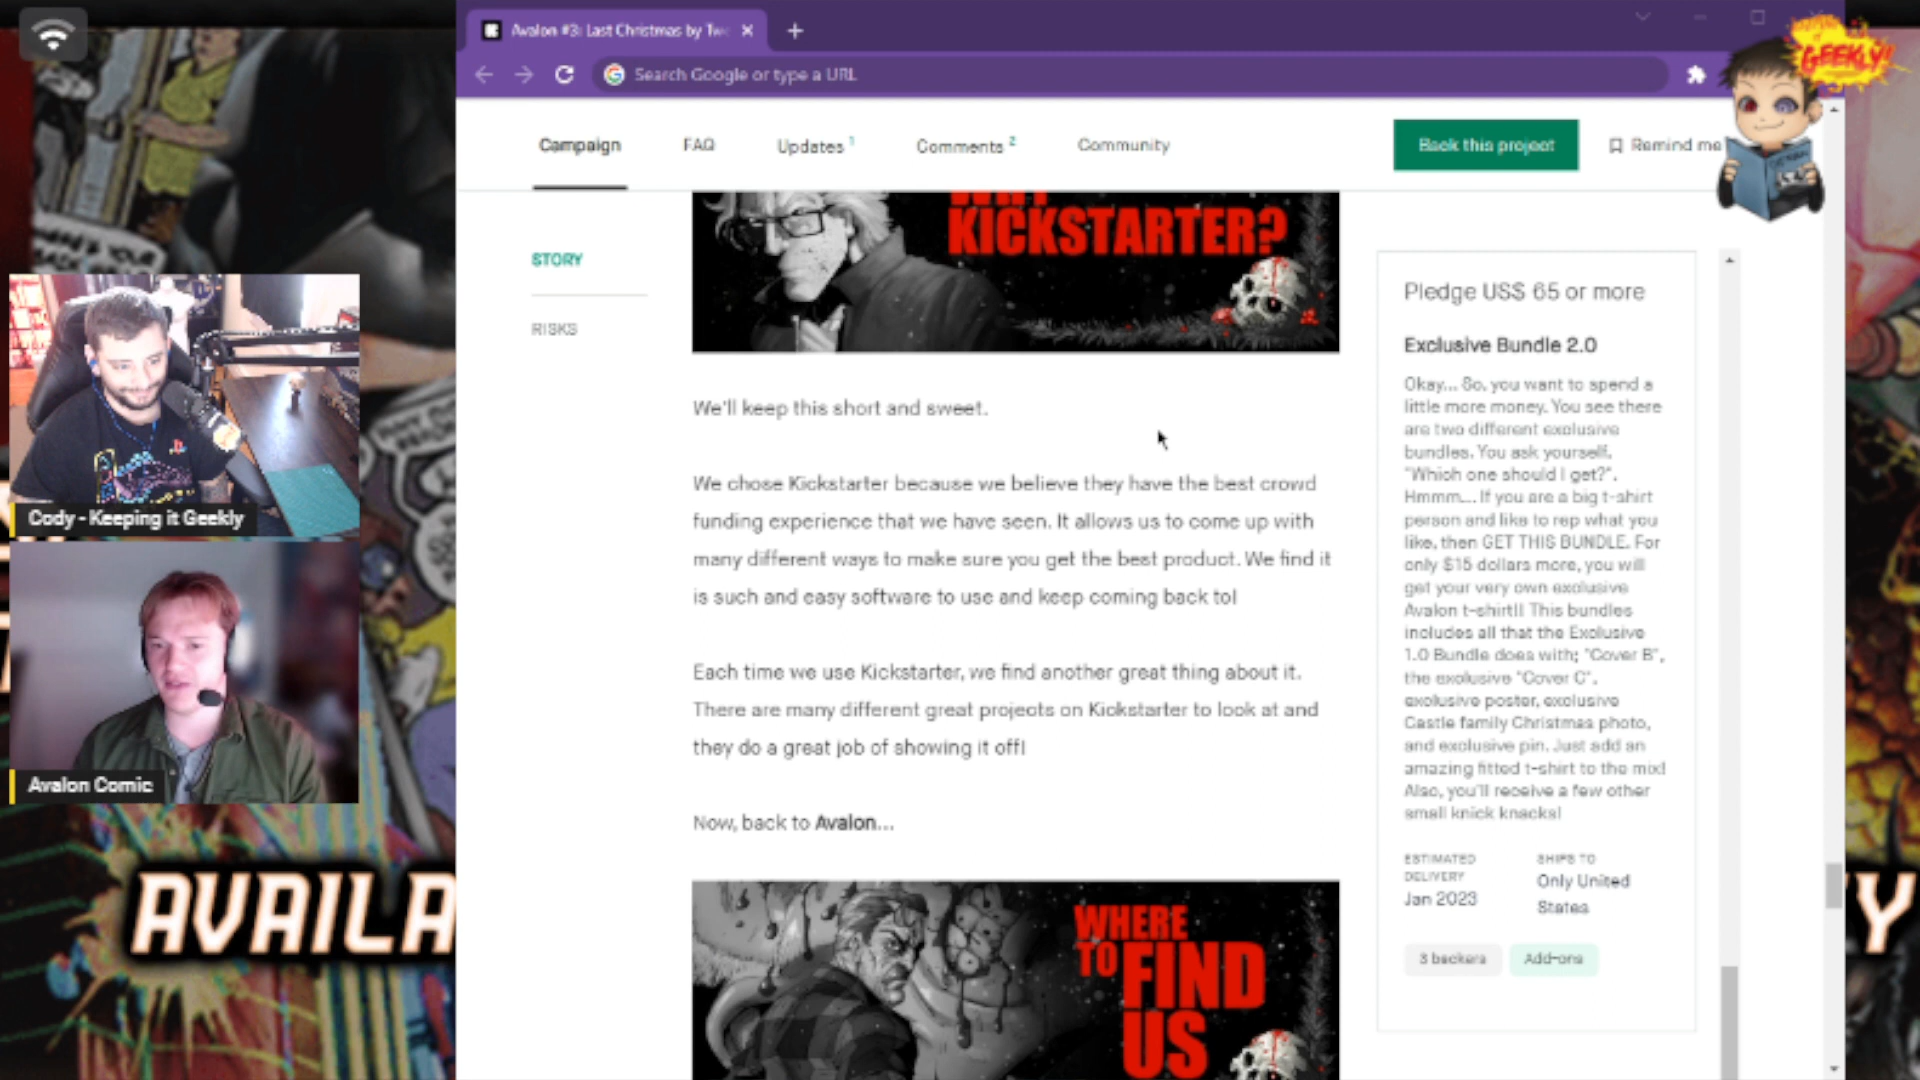 Avalon #3: Last Christmas by Tw
Search Google or type a URL
GEEKLY!
Campaign
FAQ
Updates 1
Comments 2
Community
Back this project
Remind me
STORY
RISKS
KICKSTARTER?
We'll keep this short and sweet.
We chose Kickstarter because we believe they have the best crowd
funding experience that we have seen. It allows us to come up with
many different ways to make sure you get the best product. We find it
is such and easy software to use and keep coming back to!
Each time we use Kickstarter, we find another great thing about it.
There are many different great projects on Kickstarter to look at and
they do a great job of showing it off!
Now, back to Avalon...
WHERE
TO FIND
US
Pledge US$ 65 or more
Exclusive Bundle 2.0
Okay... So, you want to spend a
little more money. You see there
are two different exclusive
bundles. You ask yourself,
"Which one should I get?".
Hmmm... If you are a big t-shirt
person and like to rep what you
like, then GET THIS BUNDLE. For
only $15 dollars more, you will
get your very own exclusive
Avalon t-shirt!! This bundles
includes all that the Exclusive
1.0 Bundle does with; "Cover B",
the exclusive "Cover C",
exclusive poster, exclusive
Castle family Christmas photo,
and exclusive pin. Just add an
amazing fitted t-shirt to the mix!
Also, you'll receive a few other
small knick knacks!
ESTIMATED
DELIVERY
Jan 2023
SHIPS TO
Only United
States
3 backers
Add-ons
Cody - Keeping it Geekly
Avalon Comic
AVAILA
Y